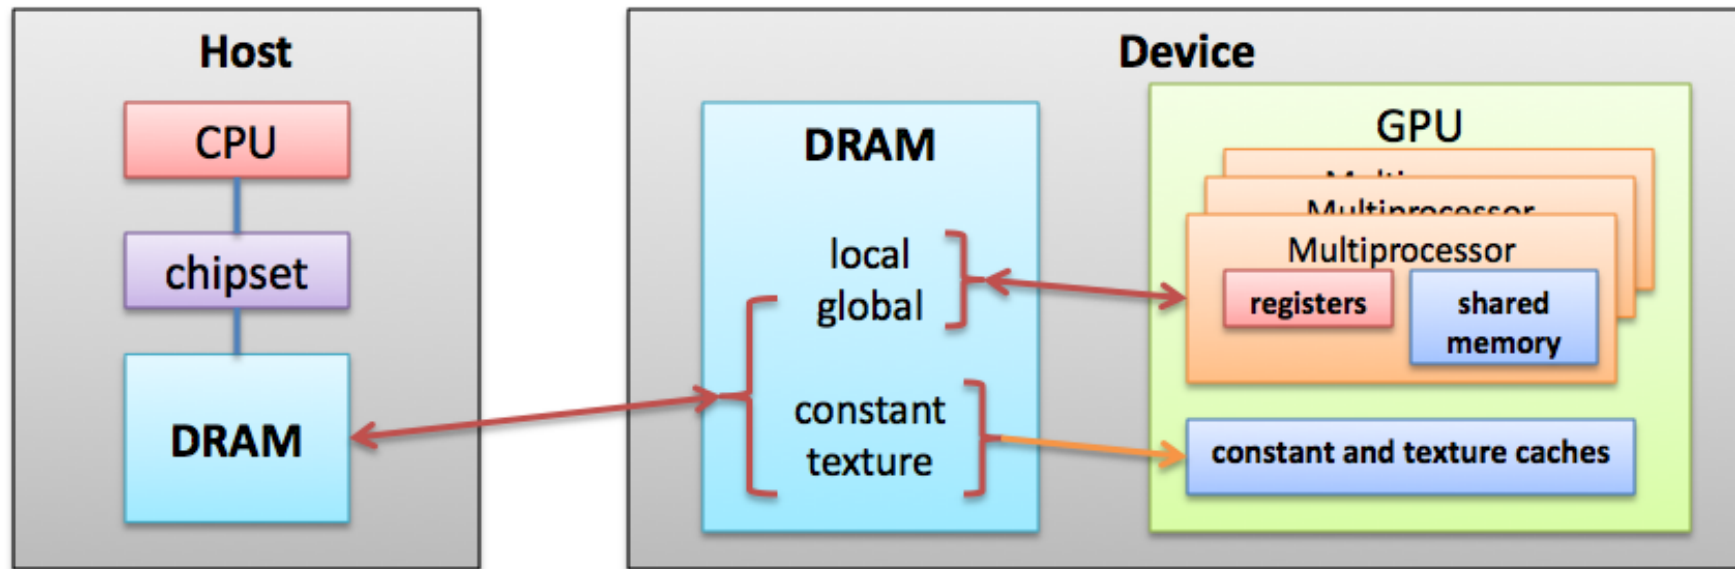 Host
CPU
chipset
DRAM
Device
DRAM
local
global
constant
texture
GPU
Multiprocessor
Multiprocessor
registers
shared
memory
constant and texture caches